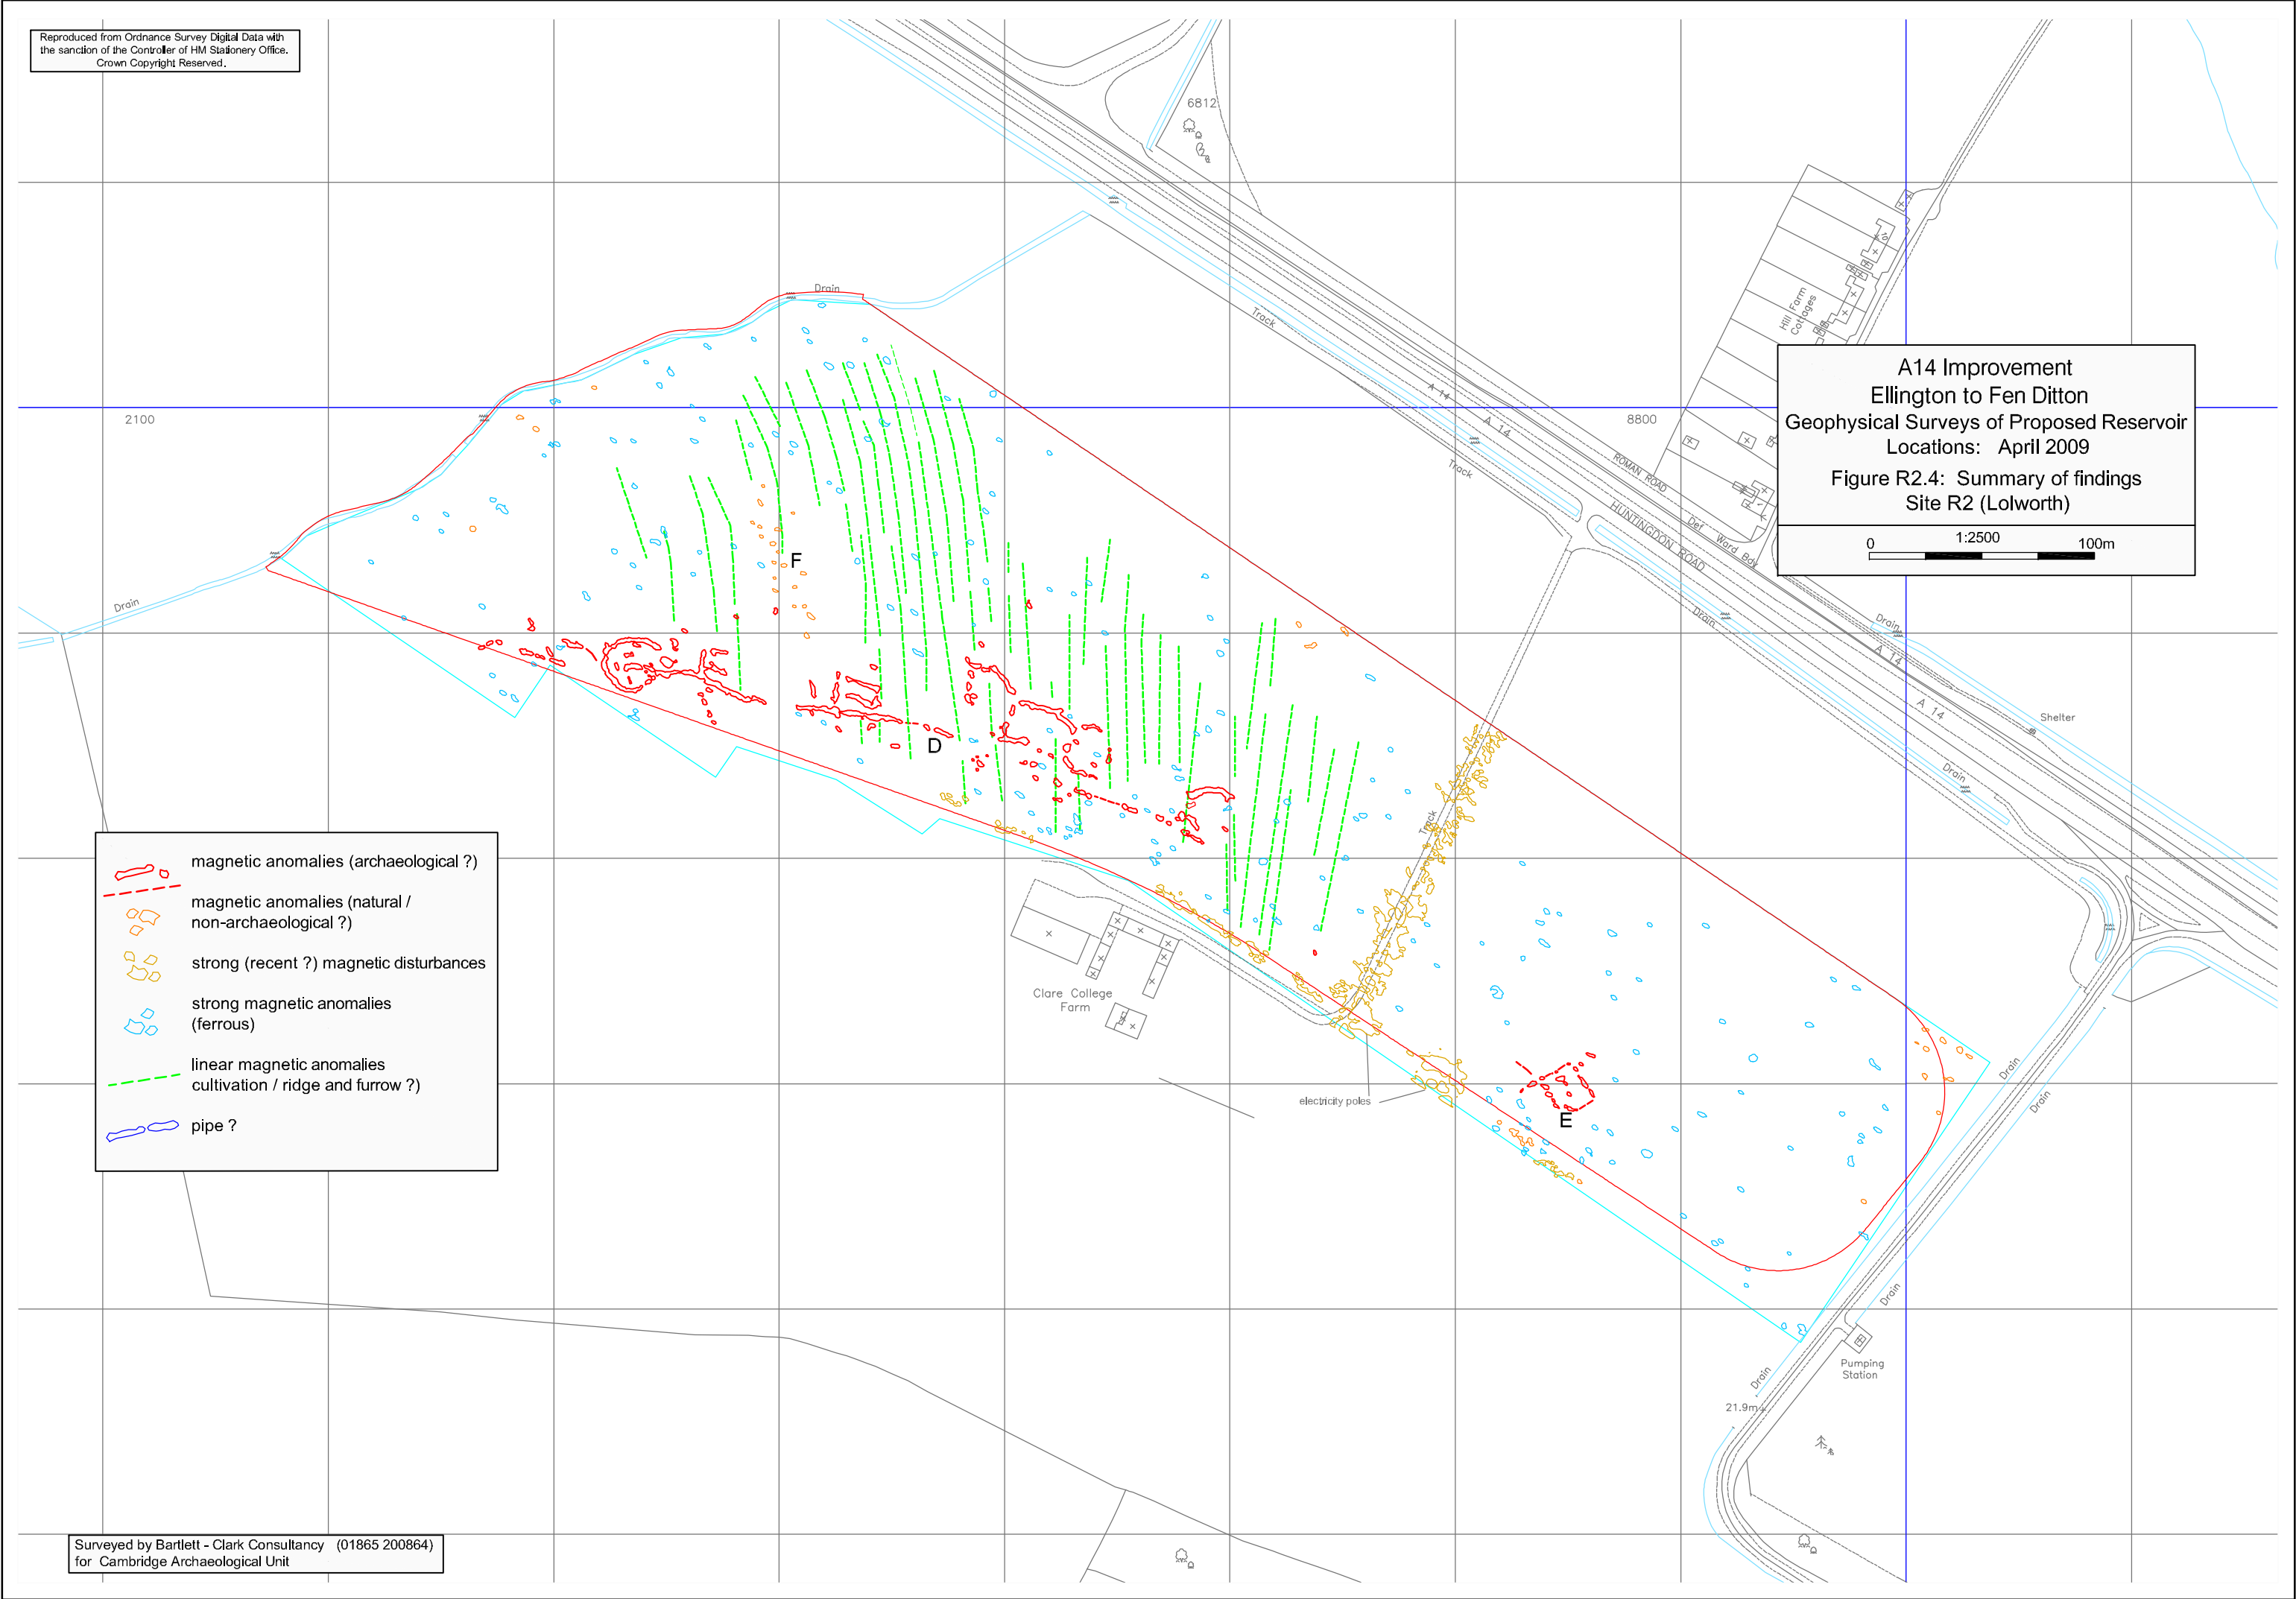 Reproduced from Ordnance Survey Digital Data with
the sanction of the Controller of HM Stationery Office.
Crown Copyright Reserved.
6812
Drain
Track
Hill Farm
Cottages
10
2100
A 14
A 14
8800
Track
ROMAN ROAD
HUNTINGDON ROAD
Def
Ward Bdy
A14 Improvement
Ellington to Fen Ditton
Geophysical Surveys of Proposed Reservoir
Locations: April 2009
Figure R2.4: Summary of findings
Site R2 (Lolworth)
0 1:2500 100m
Drain
F
Drain
Drain
A 14
A 14
Shelter
D
Drain
Track
magnetic anomalies (archaeological ?)
magnetic anomalies (natural /
non-archaeological ?)
strong (recent ?) magnetic disturbances
strong magnetic anomalies
(ferrous)
linear magnetic anomalies
cultivation / ridge and furrow ?)
pipe ?
Clare College
Farm
electricity poles
E
Drain
Drain
Drain
Pumping
Station
Drain
21.9m
Surveyed by Bartlett - Clark Consultancy (01865 200864)
for Cambridge Archaeological Unit